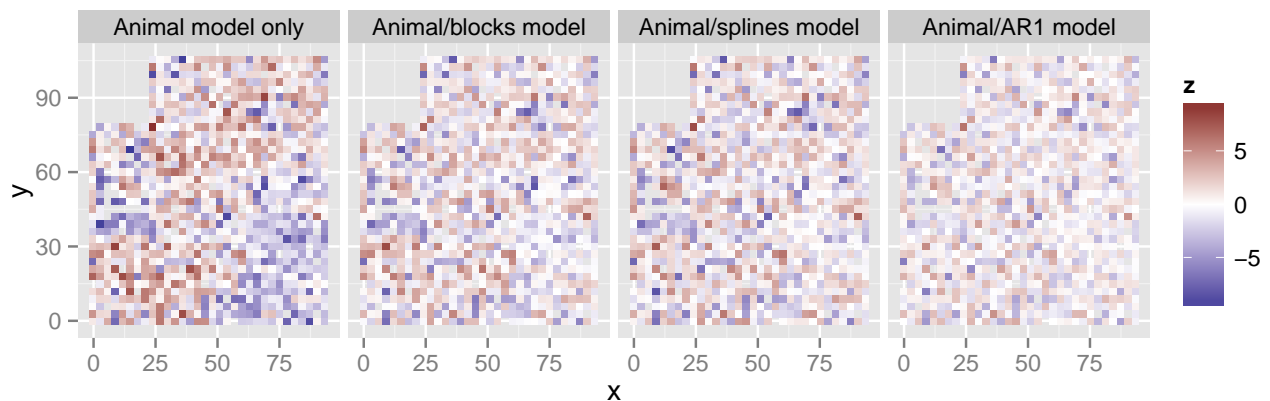 Animal model only
Animal/blocks model
Animal/splines model
Animal/AR1 model
z
5
0
−5
y
90
60
30
0
0 25 50 75
0 25 50 75
0 25 50 75
0 25 50 75
x